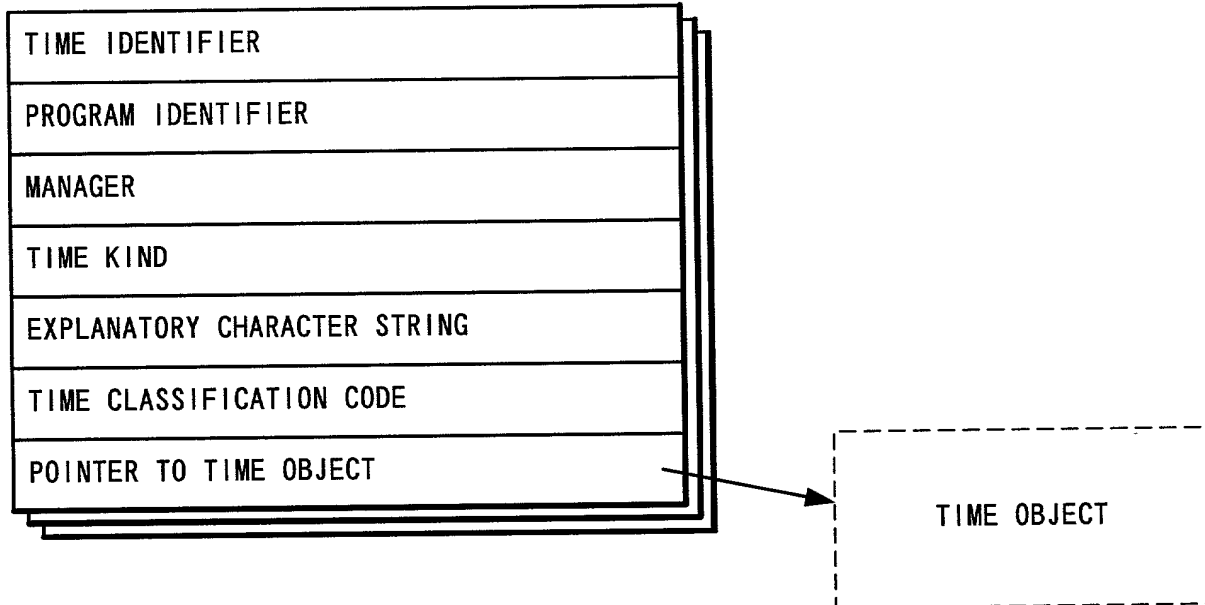 TIME IDENTIFIER
PROGRAM IDENTIFIER
MANAGER
TIME KIND
EXPLANATORY CHARACTER STRING
TIME CLASSIFICATION CODE
POINTER TO TIME OBJECT
TIME OBJECT